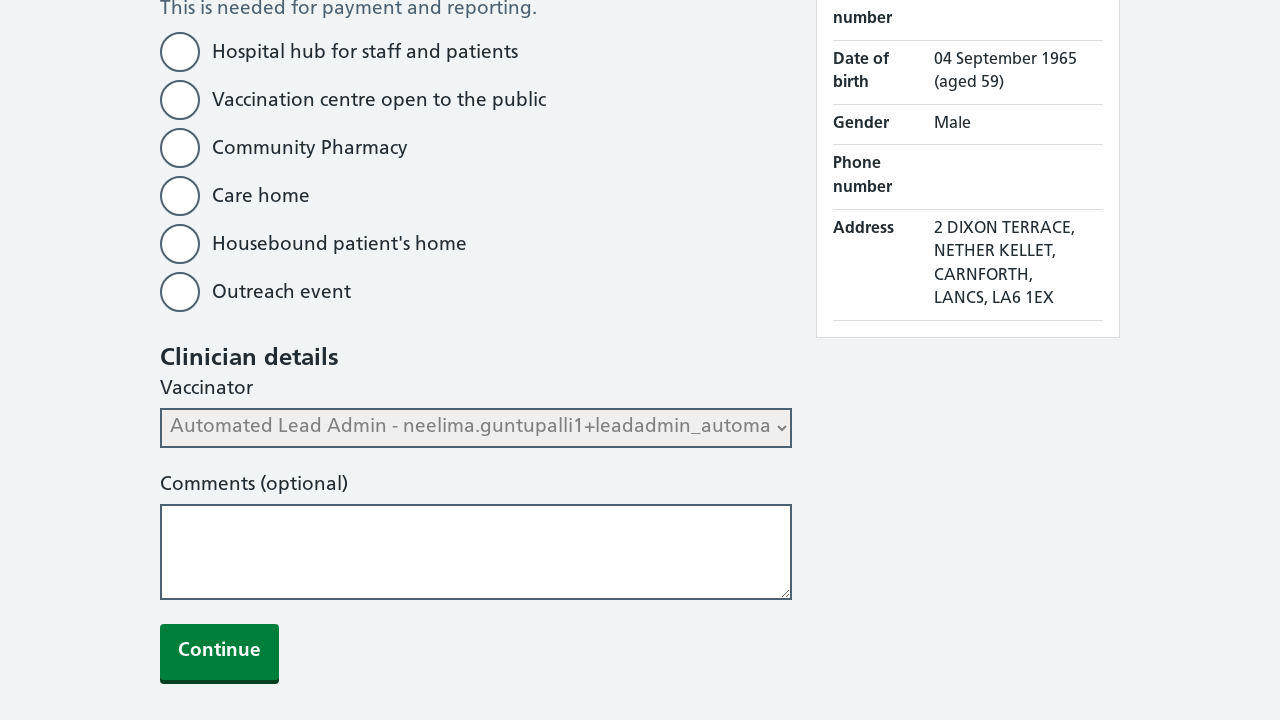 This is needed for payment and reporting.
Hospital hub for staff and patients
Vaccination centre open to the public
Community Pharmacy
Care home
Housebound patient's home
Outreach event
Clinician details
Vaccinator
Automated Lead Admin - neelima.guntupalli1+leadadmin_automa
Comments (optional)
Continue
number
Date of birth
04 September 1965
(aged 59)
Gender
Male
Phone
number
Address
2 DIXON TERRACE,
NETHER KELLET,
CARNFORTH,
LANCS, LA6 1EX